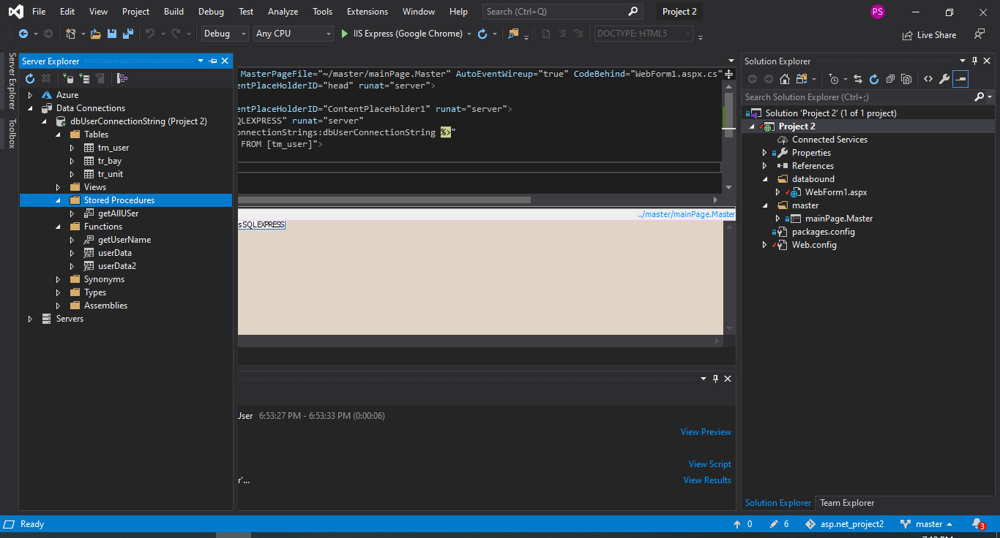 File Edit View Project Build Debug Test Analyze Tools Extensions Window Help Search (Ctrl+Q) Project 2 PS
Debug Any CPU IIS Express (Google Chrome) DOCTYPE: HTML5 Live Share
Server Explorer
Toolbox
Server Explorer
Azure
Data Connections
dbUserConnectionString (Project 2)
Tables
tm_user
tr_bay
tr_unit
Views
Stored Procedures
getAllUSer
Functions
getUserName
userData
userData2
Synonyms
Types
Assemblies
Servers
MasterPageFile="~/master/mainPage.Master" AutoEventWireup="true" CodeBehind="WebForm1.aspx.cs"
entPlaceHolderID="head" runat="server">
entPlaceHolderID="ContentPlaceHolder1" runat="server">
QLEXPRESS" runat="server"
onnectionStrings:dbUserConnectionString %>"
FROM [tm_user]">
../master/mainPage.Master
sSQLEXPRESS
User 6:53:27 PM - 6:53:33 PM (0:00:06)
View Preview
View Script
r'... View Results
Solution Explorer
Search Solution Explorer (Ctrl+;)
Solution 'Project 2' (1 of 1 project)
Project 2
Connected Services
Properties
References
databound
WebForm1.aspx
master
mainPage.Master
packages.config
Web.config
Solution Explorer Team Explorer
Ready 0 6 asp.net_project2 master 3